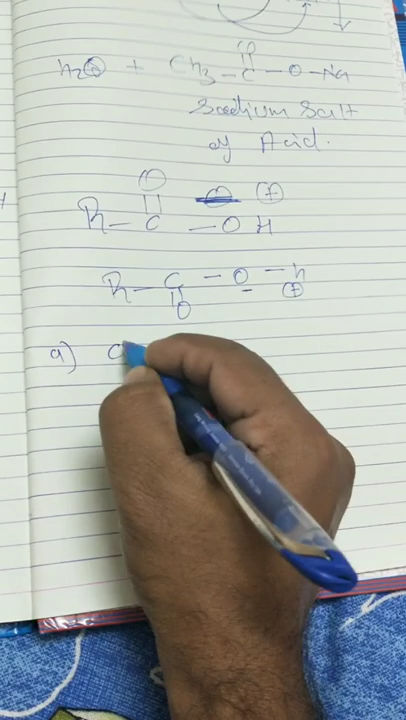 O
H2O + CH3 – C – O – Na
Sodium Salt
of Acid.
O – +
R – C – O H
R – C – O – H
O – +
a) C